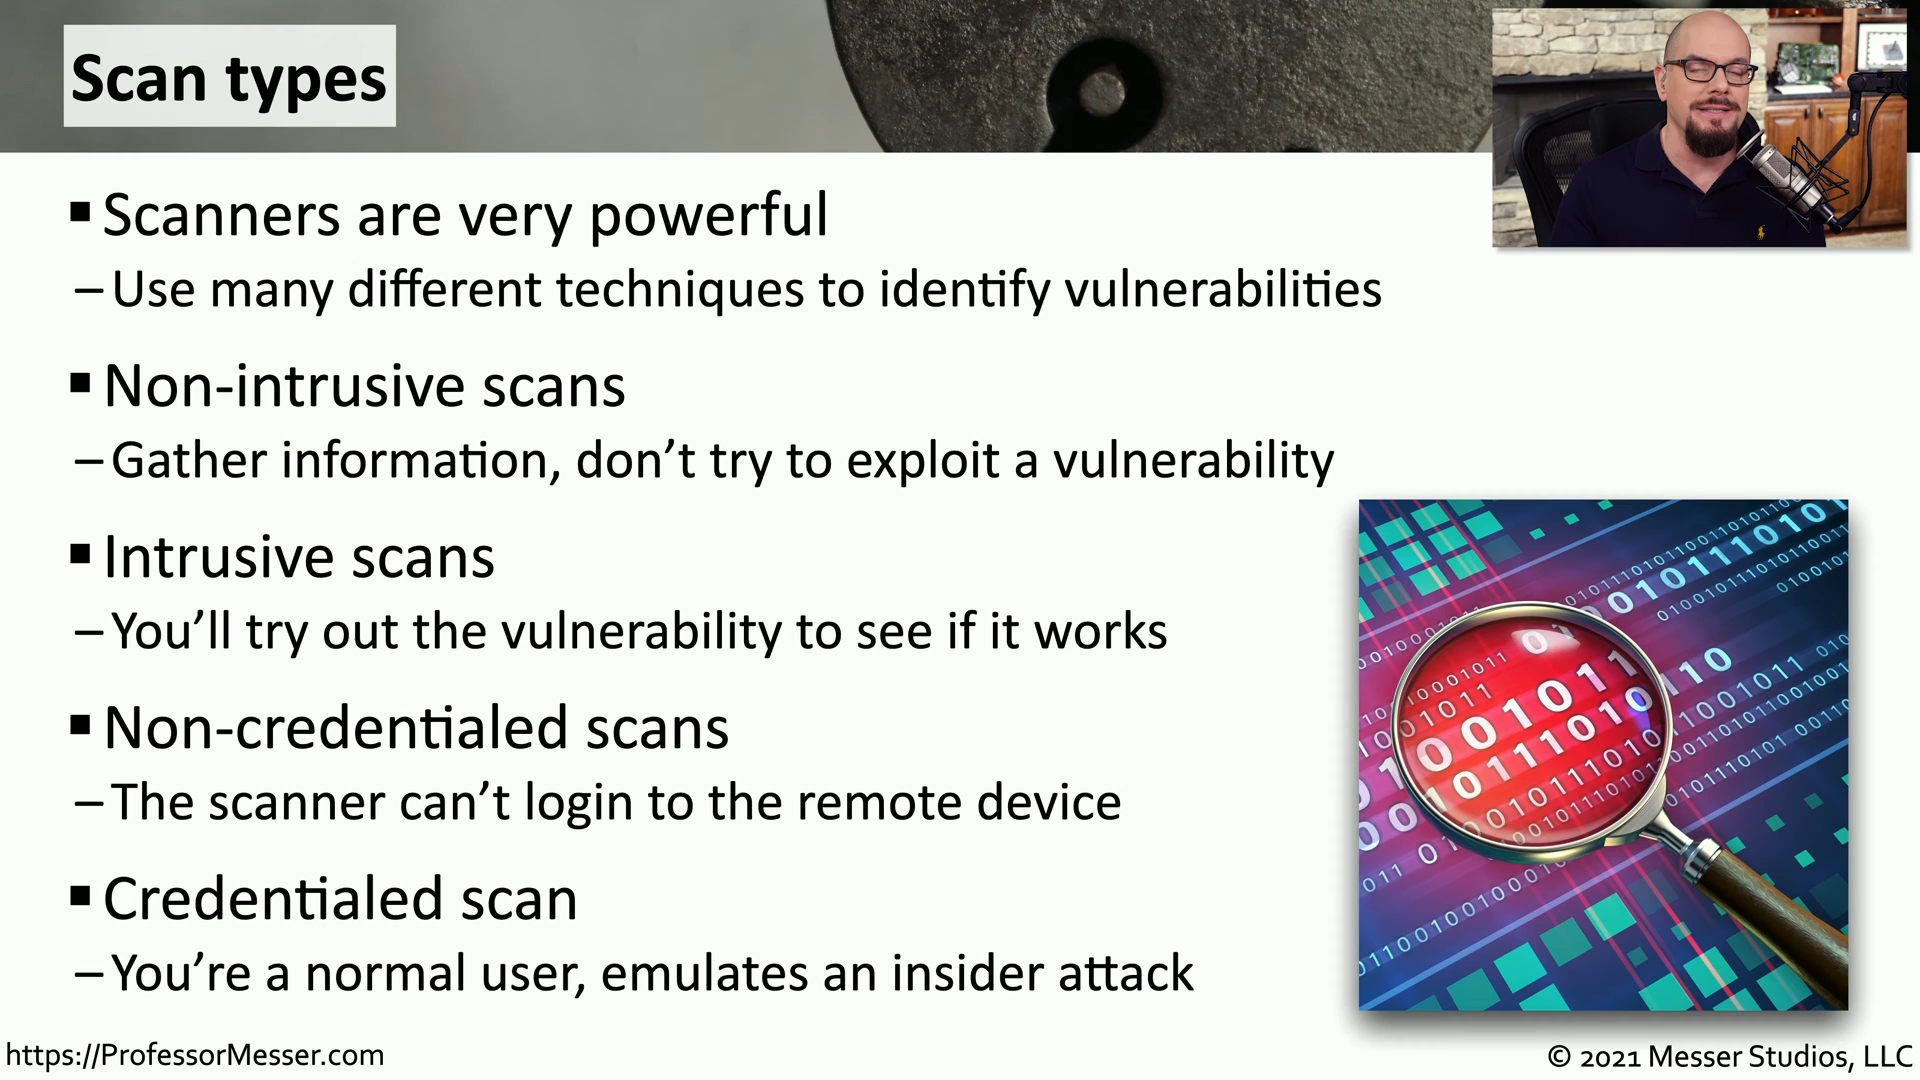 Scan types
▪ Scanners are very powerful
– Use many different techniques to identify vulnerabilities
▪ Non-intrusive scans
– Gather information, don’t try to exploit a vulnerability
▪ Intrusive scans
– You’ll try out the vulnerability to see if it works
▪ Non-credentialed scans
– The scanner can’t login to the remote device
▪ Credentialed scan
– You’re a normal user, emulates an insider attack
https://ProfessorMesser.com
© 2021 Messer Studios, LLC